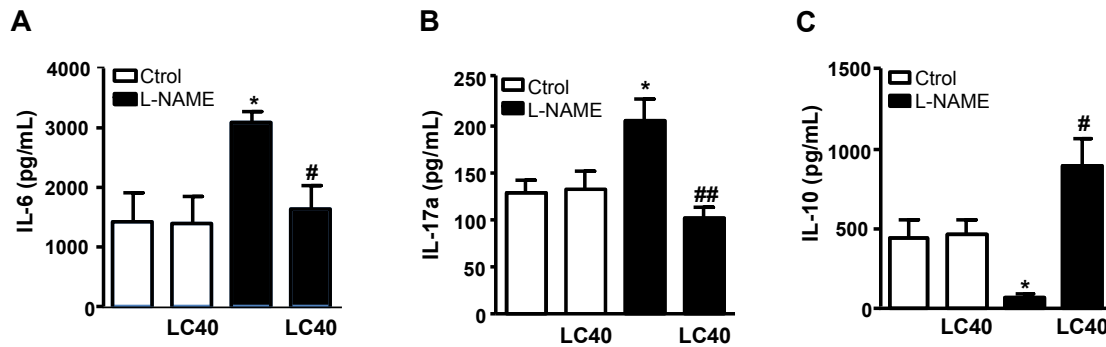 A
IL-6 (pg/mL)
4000
3000
2000
1000
0
Ctrol
L-NAME
*
#
LC40 LC40
B
IL-17a (pg/mL)
250
200
150
100
50
0
Ctrol
L-NAME
*
##
LC40 LC40
C
IL-10 (pg/mL)
1500
1000
500
0
Ctrol
L-NAME
*
#
LC40 LC40